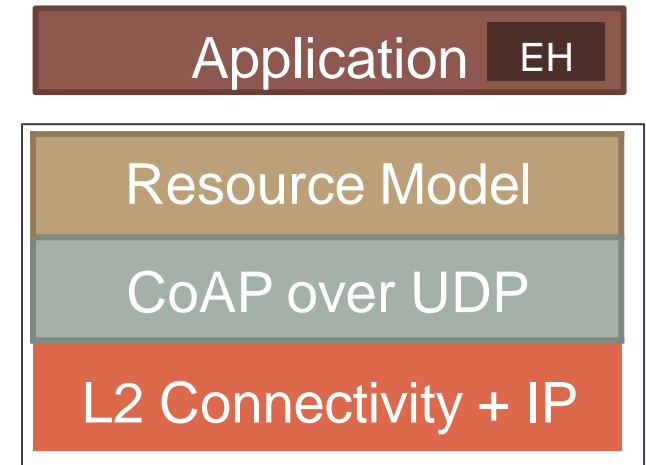 Application EH
Resource Model
CoAP over UDP
L2 Connectivity + IP